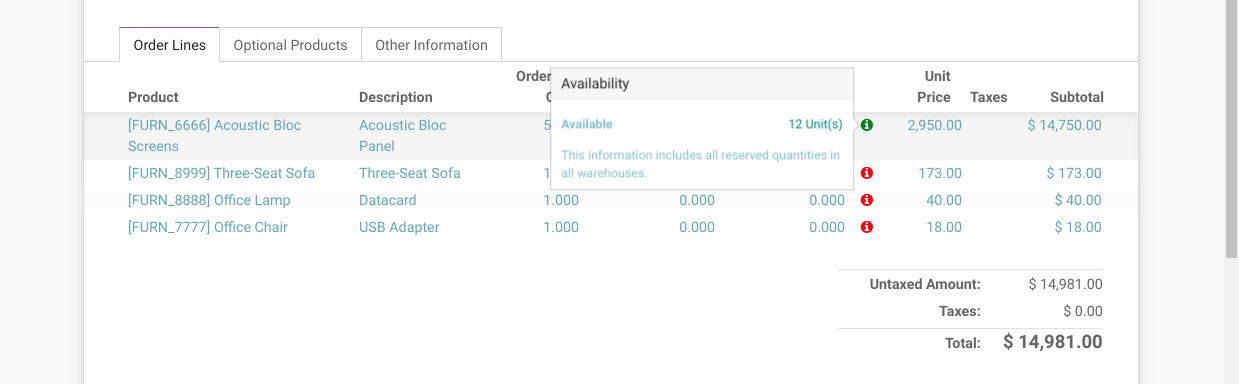 Order Lines Optional Products Other Information
Availability
Order Unit
Product Description Price Taxes Subtotal
[FURN_6666] Acoustic Bloc Acoustic Bloc 5 Available 12 Unit(s) 2,950.00 $ 14,750.00
Screens Panel
This information includes all reserved quantities in
all warehouses.
[FURN_8999] Three-Seat Sofa Three-Seat Sofa 1 173.00 $ 173.00
[FURN_8888] Office Lamp Datacard 1.000 0.000 0.000 40.00 $ 40.00
[FURN_7777] Office Chair USB Adapter 1.000 0.000 0.000 18.00 $ 18.00
Untaxed Amount: $ 14,981.00
Taxes: $ 0.00
Total: $ 14,981.00